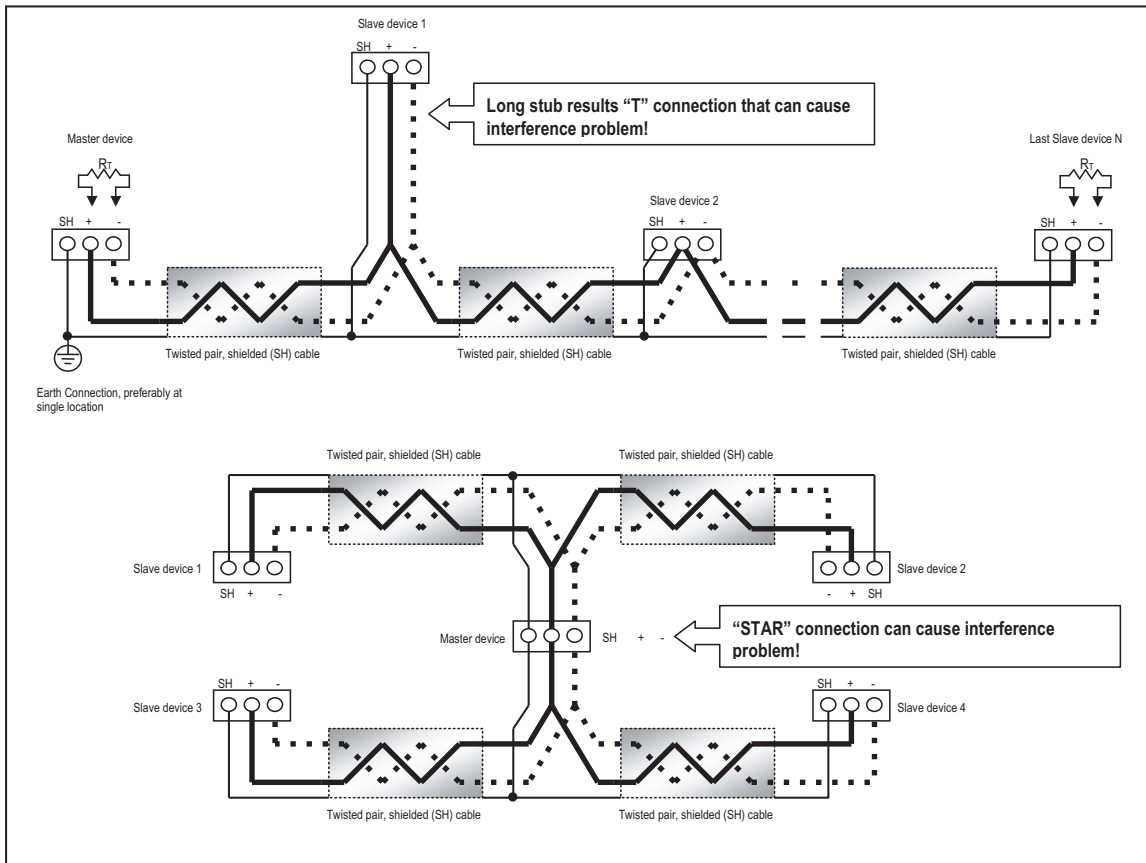 Slave device 1
SH + -
Long stub results “T” connection that can cause
interference problem!
Master device
RT
SH + -
Slave device 2
SH + -
Last Slave device N
RT
SH + -
Twisted pair, shielded (SH) cable
Twisted pair, shielded (SH) cable
Twisted pair, shielded (SH) cable
Earth Connection, preferably at
single location
Twisted pair, shielded (SH) cable
Twisted pair, shielded (SH) cable
Slave device 1
SH + -
Slave device 2
- + SH
Master device
SH + -
“STAR” connection can cause interference
problem!
Slave device 3
SH + -
Slave device 4
SH + -
Twisted pair, shielded (SH) cable
Twisted pair, shielded (SH) cable